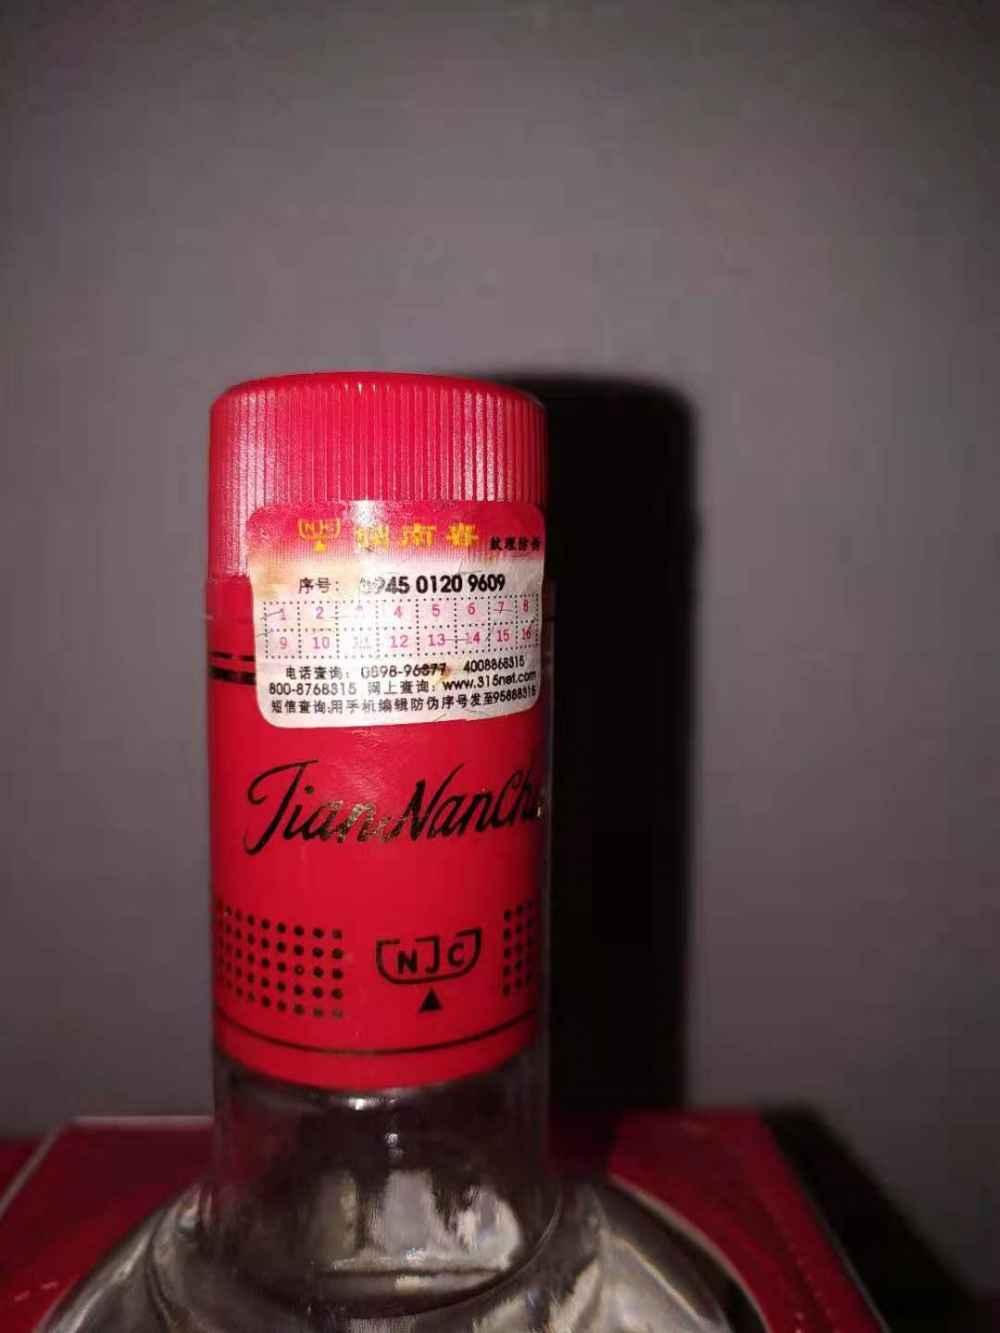 NJC 剑南春 纹理防伪
序号: 0945 0120 9609
1 2 3 4 5 6 7 8
9 10 11 12 13 14 15 16
电话查询: 0898-96877 4008868315
800-8768315 网上查询: www.315net.com
短信查询:用手机编辑防伪序号发至95888315
JianNanCh
NJC